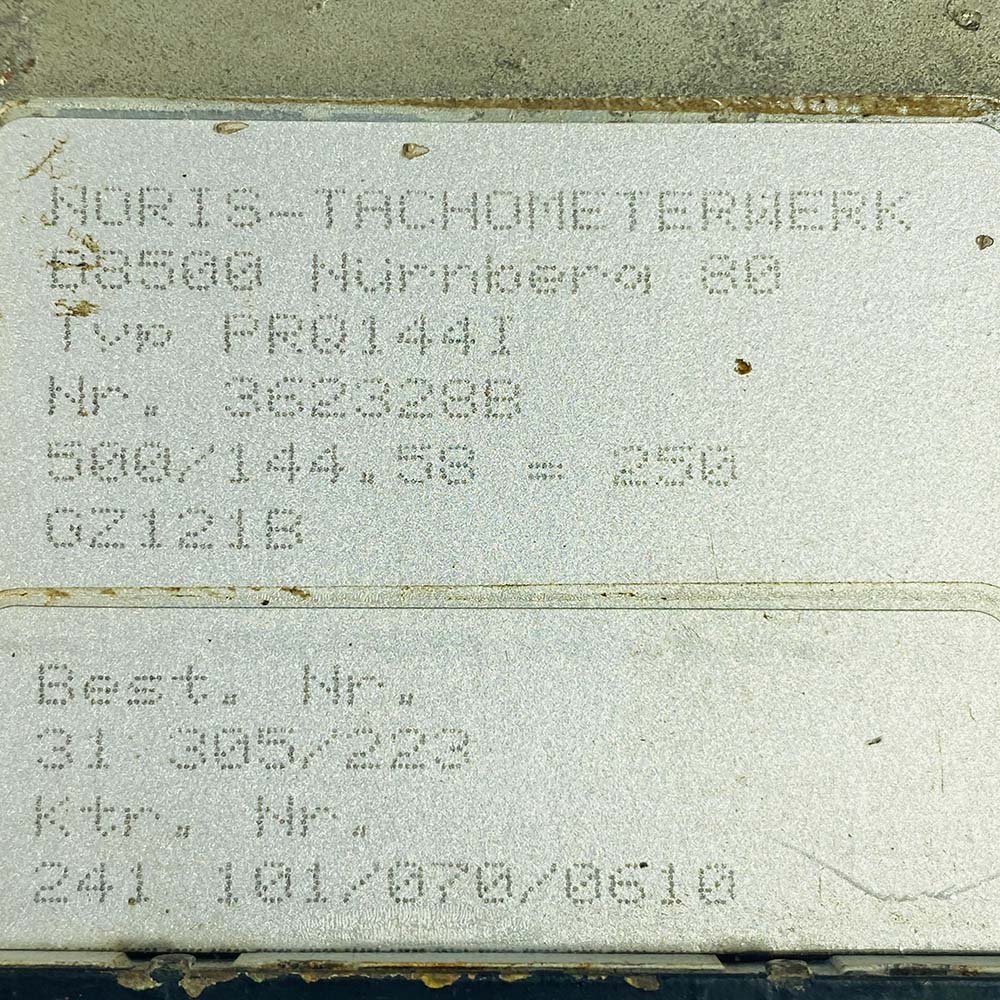 NORIS-TACHOMETERWERK
D8500 Nürnberg 80
Typ PR0144I
Nr. 362328B
500/144.58 = 250
GZ121B
Best. Nr.
31 305/223
Ktr. Nr.
241 101/070/0610